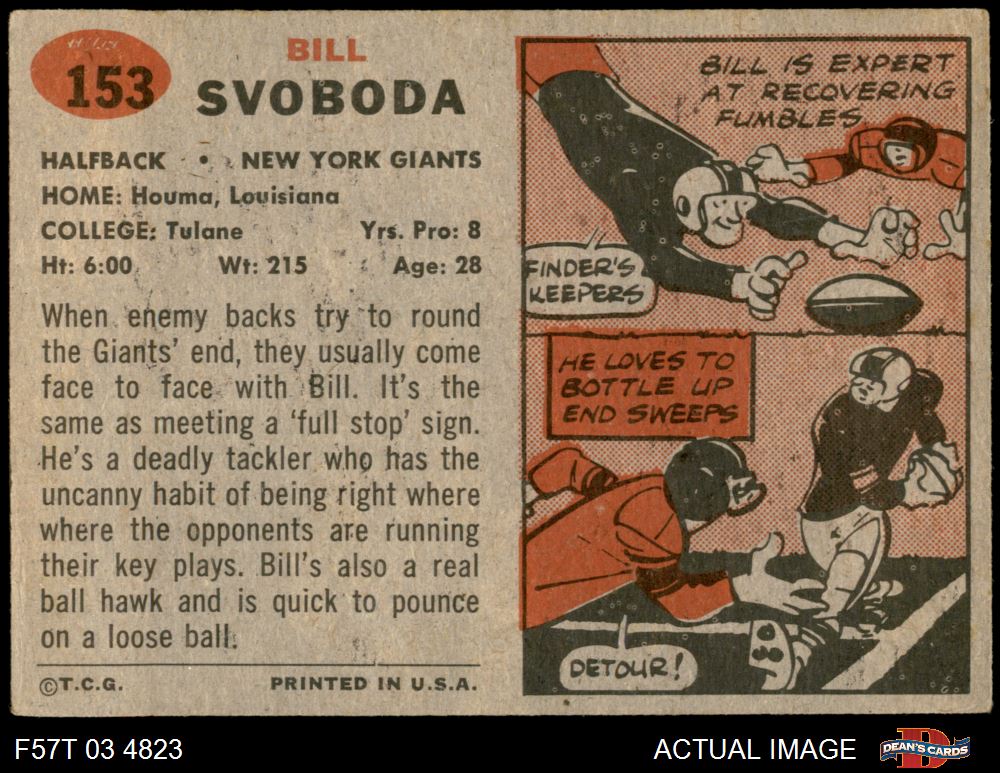 153
BILL
SVOBODA
HALFBACK • NEW YORK GIANTS
HOME: Houma, Louisiana
COLLEGE: Tulane Yrs. Pro: 8
Ht: 6:00 Wt: 215 Age: 28
When enemy backs try to round
the Giants' end, they usually come
face to face with Bill. It's the
same as meeting a 'full stop' sign.
He's a deadly tackler who has the
uncanny habit of being right where
where the opponents are running
their key plays. Bill's also a real
ball hawk and is quick to pounce
on a loose ball.
©T.C.G. PRINTED IN U.S.A.
BILL IS EXPERT
AT RECOVERING
FUMBLES
FINDER'S
KEEPERS
HE LOVES TO
BOTTLE UP
END SWEEPS
DETOUR!
F57T 03 4823
ACTUAL IMAGE
DEAN'S CARDS